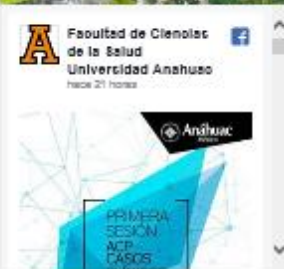 Facultad de Ciencias
de la Salud
Universidad Anahuac
hace 21 horas
Anáhuac
PRIMERA
SESIÓN
ACP
CASOS